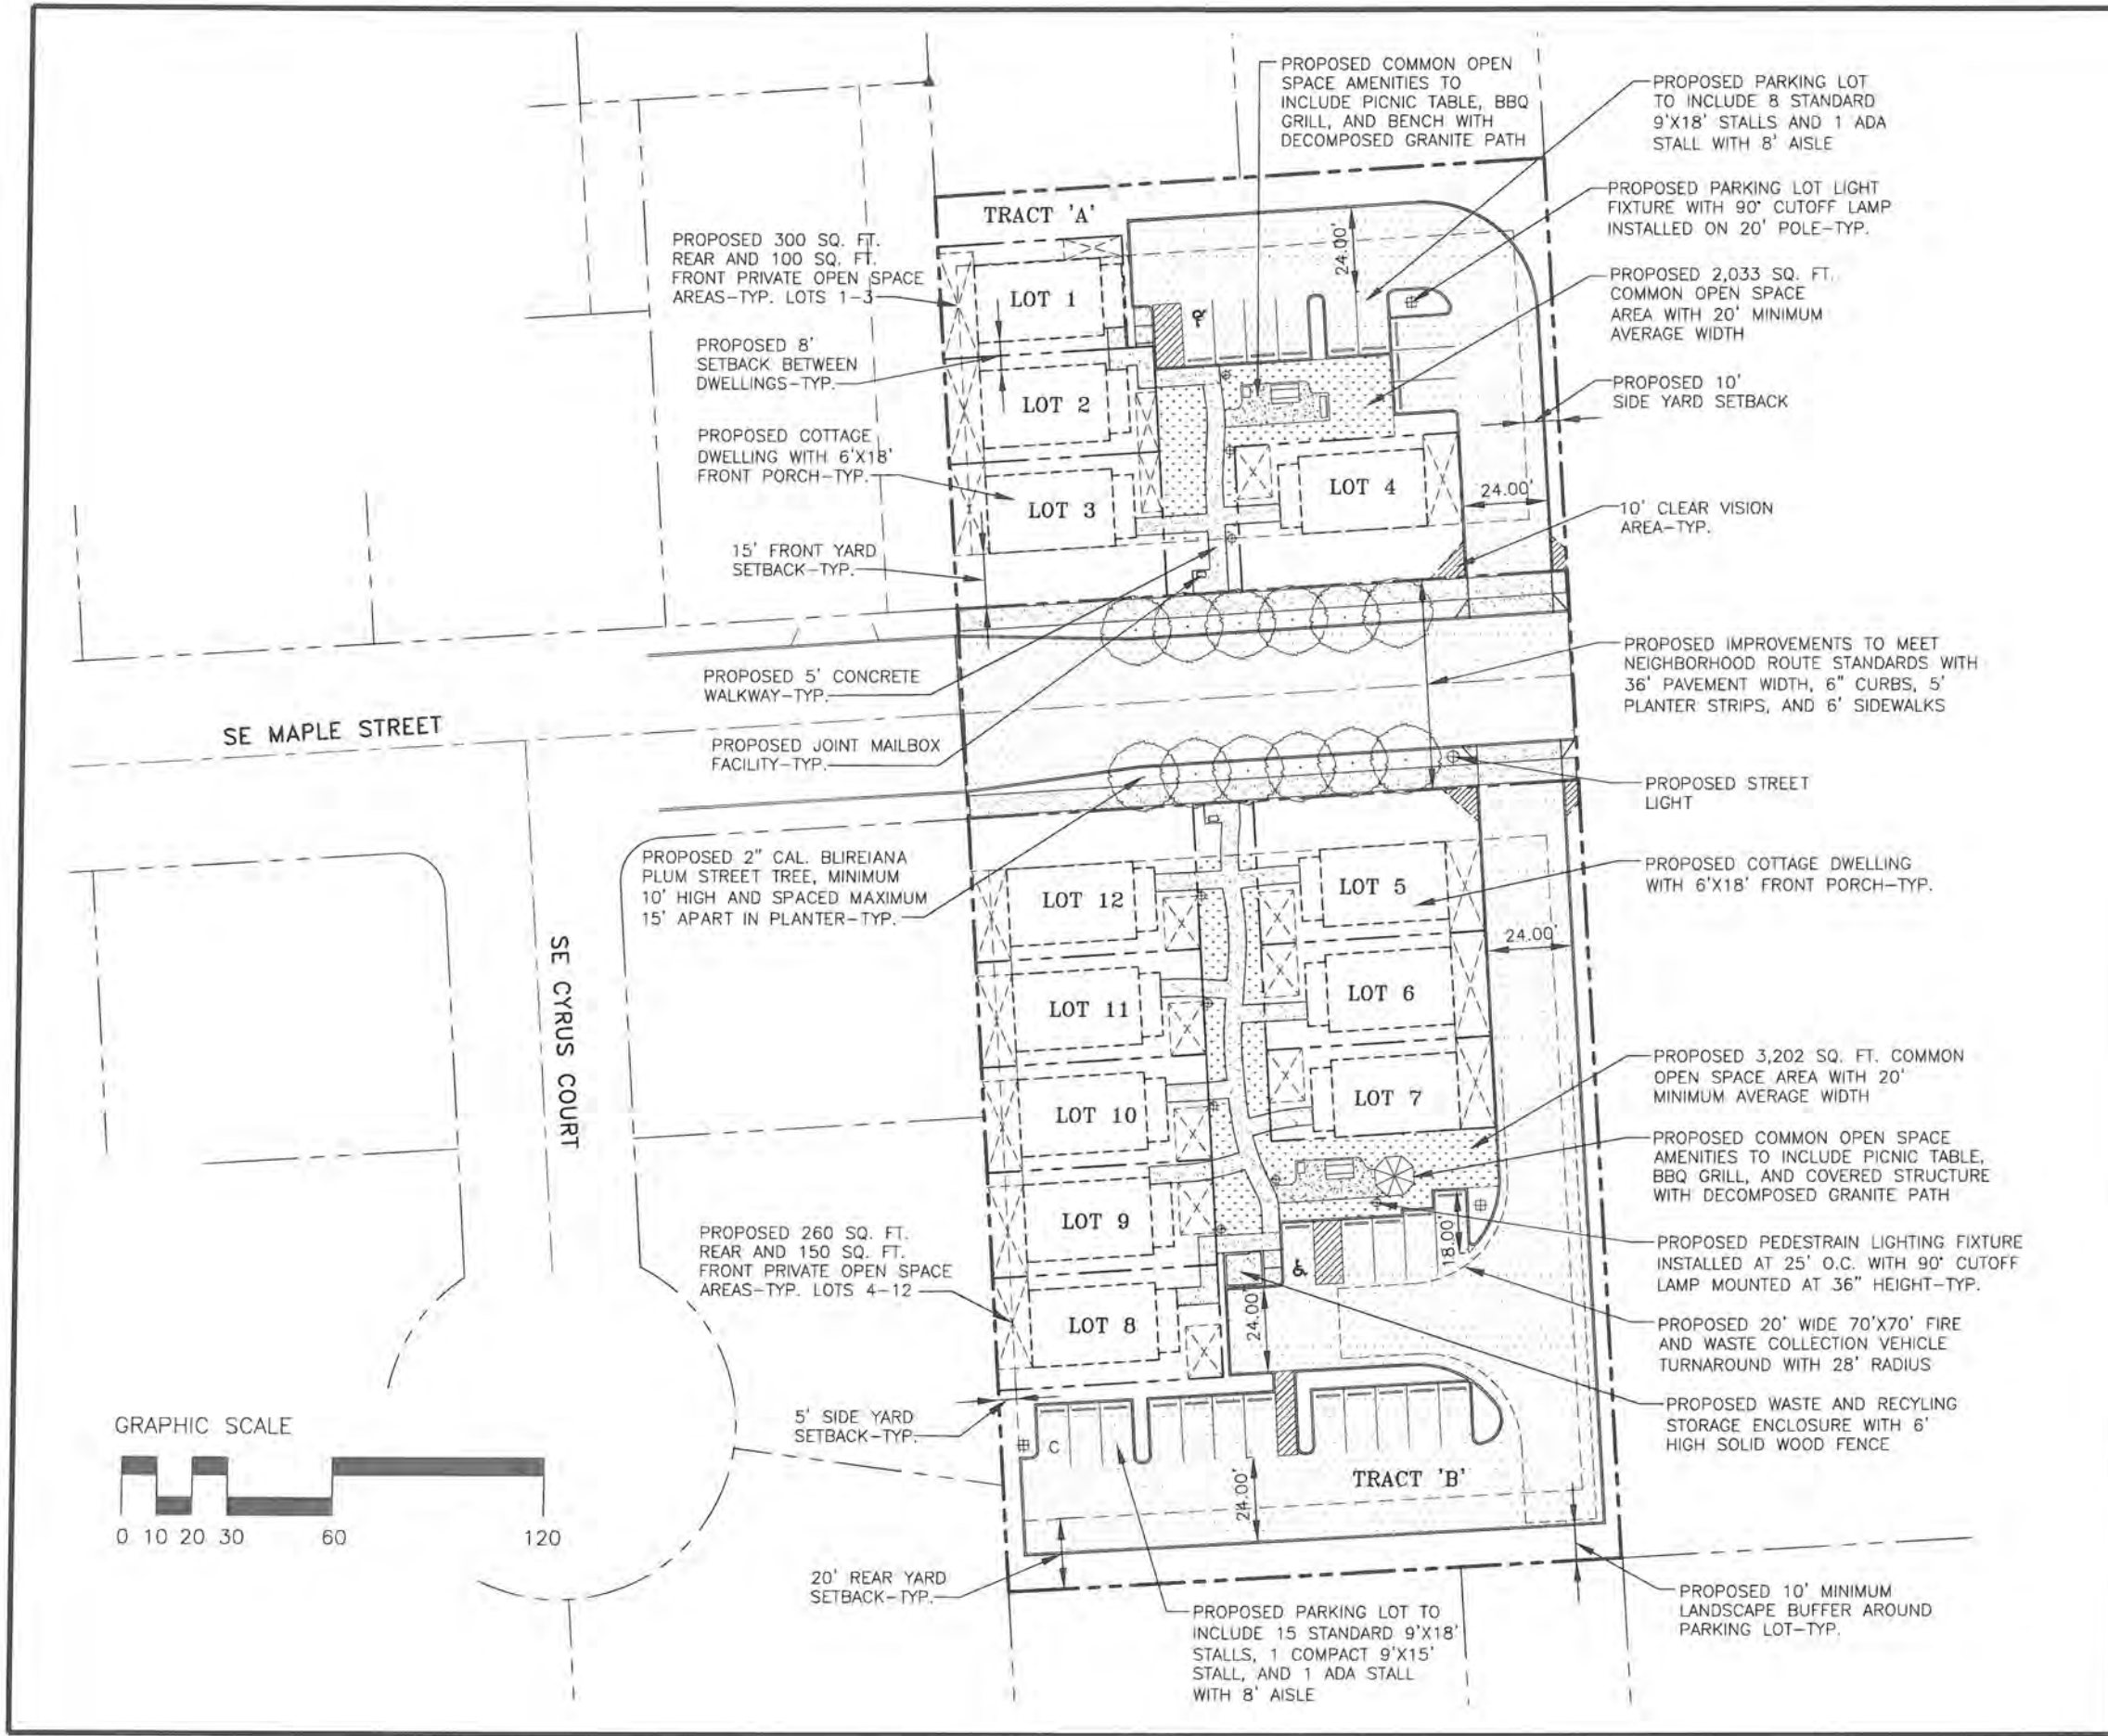 PROPOSED COMMON OPEN
SPACE AMENITIES TO
INCLUDE PICNIC TABLE, BBQ
GRILL, AND BENCH WITH
DECOMPOSED GRANITE PATH
PROPOSED PARKING LOT
TO INCLUDE 8 STANDARD
9'X18' STALLS AND 1 ADA
STALL WITH 8' AISLE
PROPOSED PARKING LOT LIGHT
FIXTURE WITH 90° CUTOFF LAMP
INSTALLED ON 20' POLE-TYP.
PROPOSED 2,033 SQ. FT.
COMMON OPEN SPACE
AREA WITH 20' MINIMUM
AVERAGE WIDTH
PROPOSED 10'
SIDE YARD SETBACK
10' CLEAR VISION
AREA-TYP.
PROPOSED IMPROVEMENTS TO MEET
NEIGHBORHOOD ROUTE STANDARDS WITH
36' PAVEMENT WIDTH, 6" CURBS, 5'
PLANTER STRIPS, AND 6' SIDEWALKS
PROPOSED STREET
LIGHT
PROPOSED COTTAGE DWELLING
WITH 6'X18' FRONT PORCH-TYP.
PROPOSED 3,202 SQ. FT. COMMON
OPEN SPACE AREA WITH 20'
MINIMUM AVERAGE WIDTH
PROPOSED COMMON OPEN SPACE
AMENITIES TO INCLUDE PICNIC TABLE,
BBQ GRILL, AND COVERED STRUCTURE
WITH DECOMPOSED GRANITE PATH
PROPOSED PEDESTRAIN LIGHTING FIXTURE
INSTALLED AT 25' O.C. WITH 90° CUTOFF
LAMP MOUNTED AT 36" HEIGHT-TYP.
PROPOSED 20' WIDE 70'X70' FIRE
AND WASTE COLLECTION VEHICLE
TURNAROUND WITH 28' RADIUS
PROPOSED WASTE AND RECYLING
STORAGE ENCLOSURE WITH 6'
HIGH SOLID WOOD FENCE
PROPOSED 10' MINIMUM
LANDSCAPE BUFFER AROUND
PARKING LOT-TYP.
PROPOSED PARKING LOT TO
INCLUDE 15 STANDARD 9'X18'
STALLS, 1 COMPACT 9'X15'
STALL, AND 1 ADA STALL
WITH 8' AISLE
PROPOSED 300 SQ. FT.
REAR AND 100 SQ. FT.
FRONT PRIVATE OPEN SPACE
AREAS-TYP. LOTS 1-3
PROPOSED 8'
SETBACK BETWEEN
DWELLINGS-TYP.
PROPOSED COTTAGE
DWELLING WITH 6'X18'
FRONT PORCH-TYP.
15' FRONT YARD
SETBACK-TYP.
PROPOSED 5' CONCRETE
WALKWAY-TYP.
PROPOSED JOINT MAILBOX
FACILITY-TYP.
PROPOSED 2" CAL. BLIREIANA
PLUM STREET TREE, MINIMUM
10' HIGH AND SPACED MAXIMUM
15' APART IN PLANTER-TYP.
PROPOSED 260 SQ. FT.
REAR AND 150 SQ. FT.
FRONT PRIVATE OPEN SPACE
AREAS-TYP. LOTS 4-12
5' SIDE YARD
SETBACK-TYP.
20' REAR YARD
SETBACK-TYP.
TRACT 'A'
LOT 1
LOT 2
LOT 3
LOT 4
24.00'
24.00'
SE MAPLE STREET
SE CYRUS COURT
LOT 12
LOT 5
LOT 11
LOT 6
LOT 10
LOT 7
LOT 9
LOT 8
24.00'
18.00'
24.00'
24.00'
C
TRACT 'B'
GRAPHIC SCALE
0 10 20 30 60 120